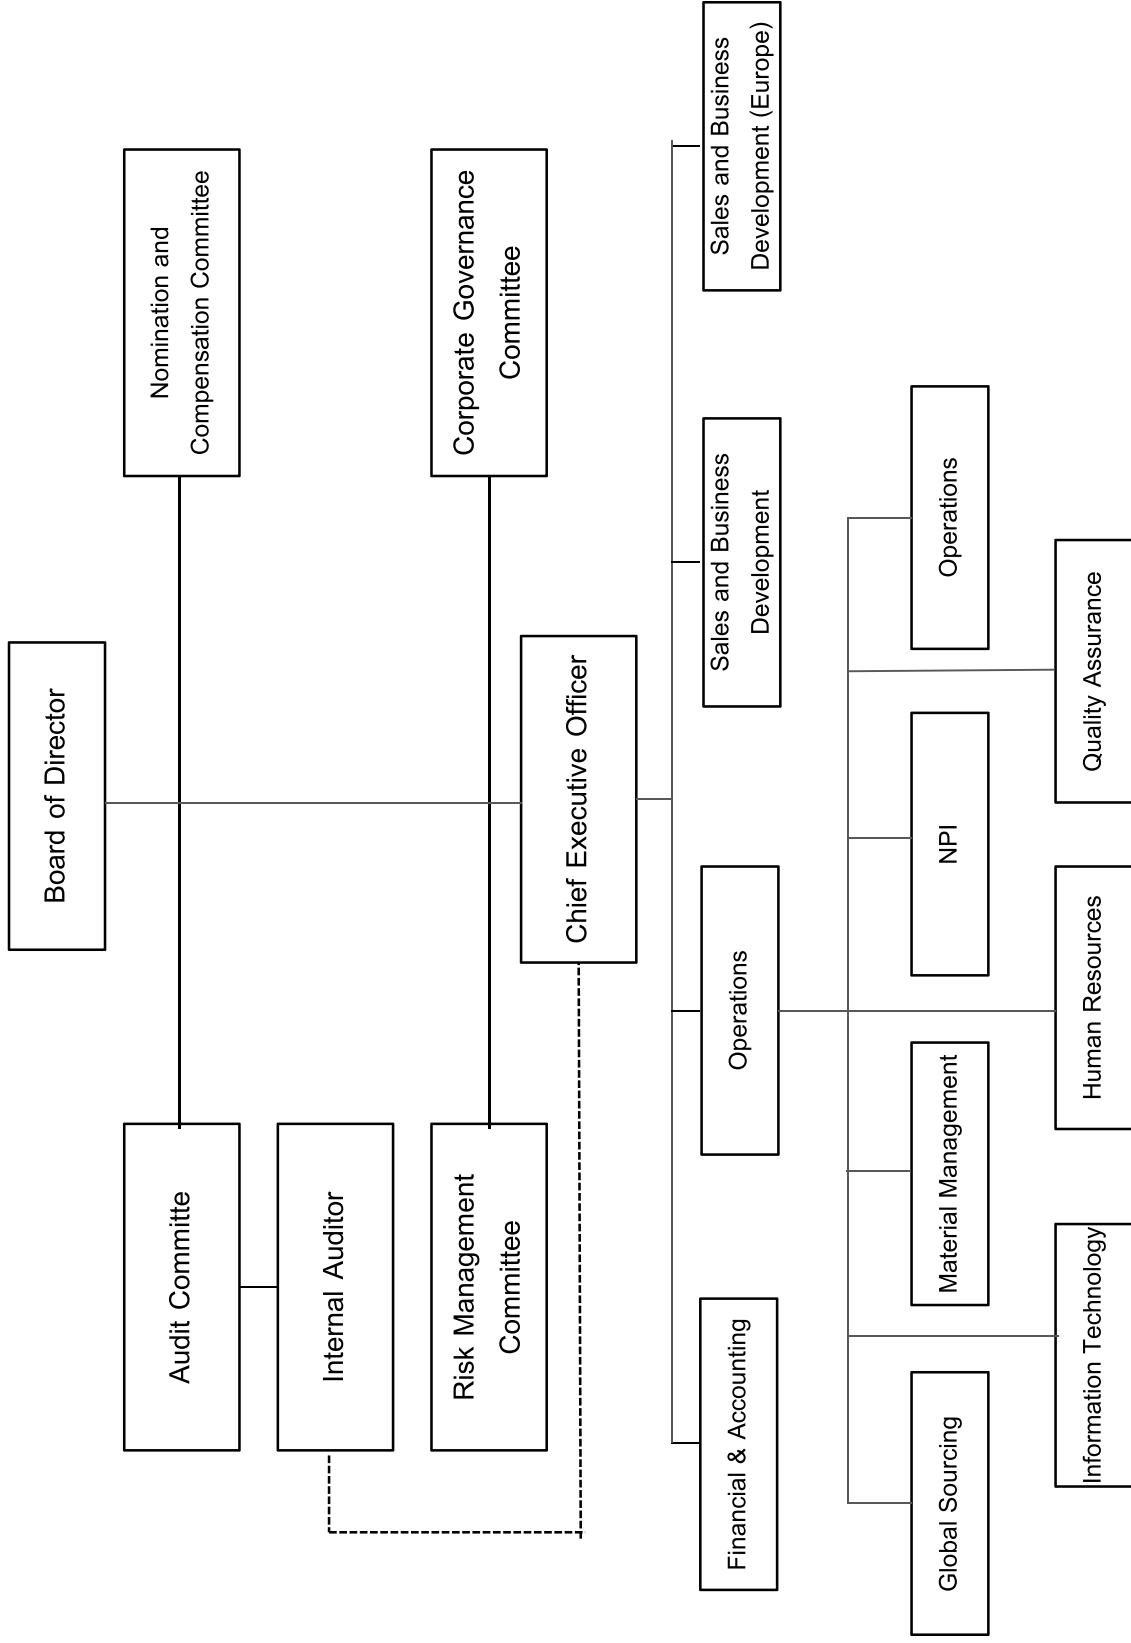 Board of Director
Audit Committe
Nomination and
Compensation Committee
Internal Auditor
Risk Management
Committee
Corporate Governance
Committee
Chief Executive Officer
Financial & Accounting
Operations
Sales and Business
Development
Sales and Business
Development (Europe)
Global Sourcing
Material Management
NPI
Operations
Information Technology
Human Resources
Quality Assurance